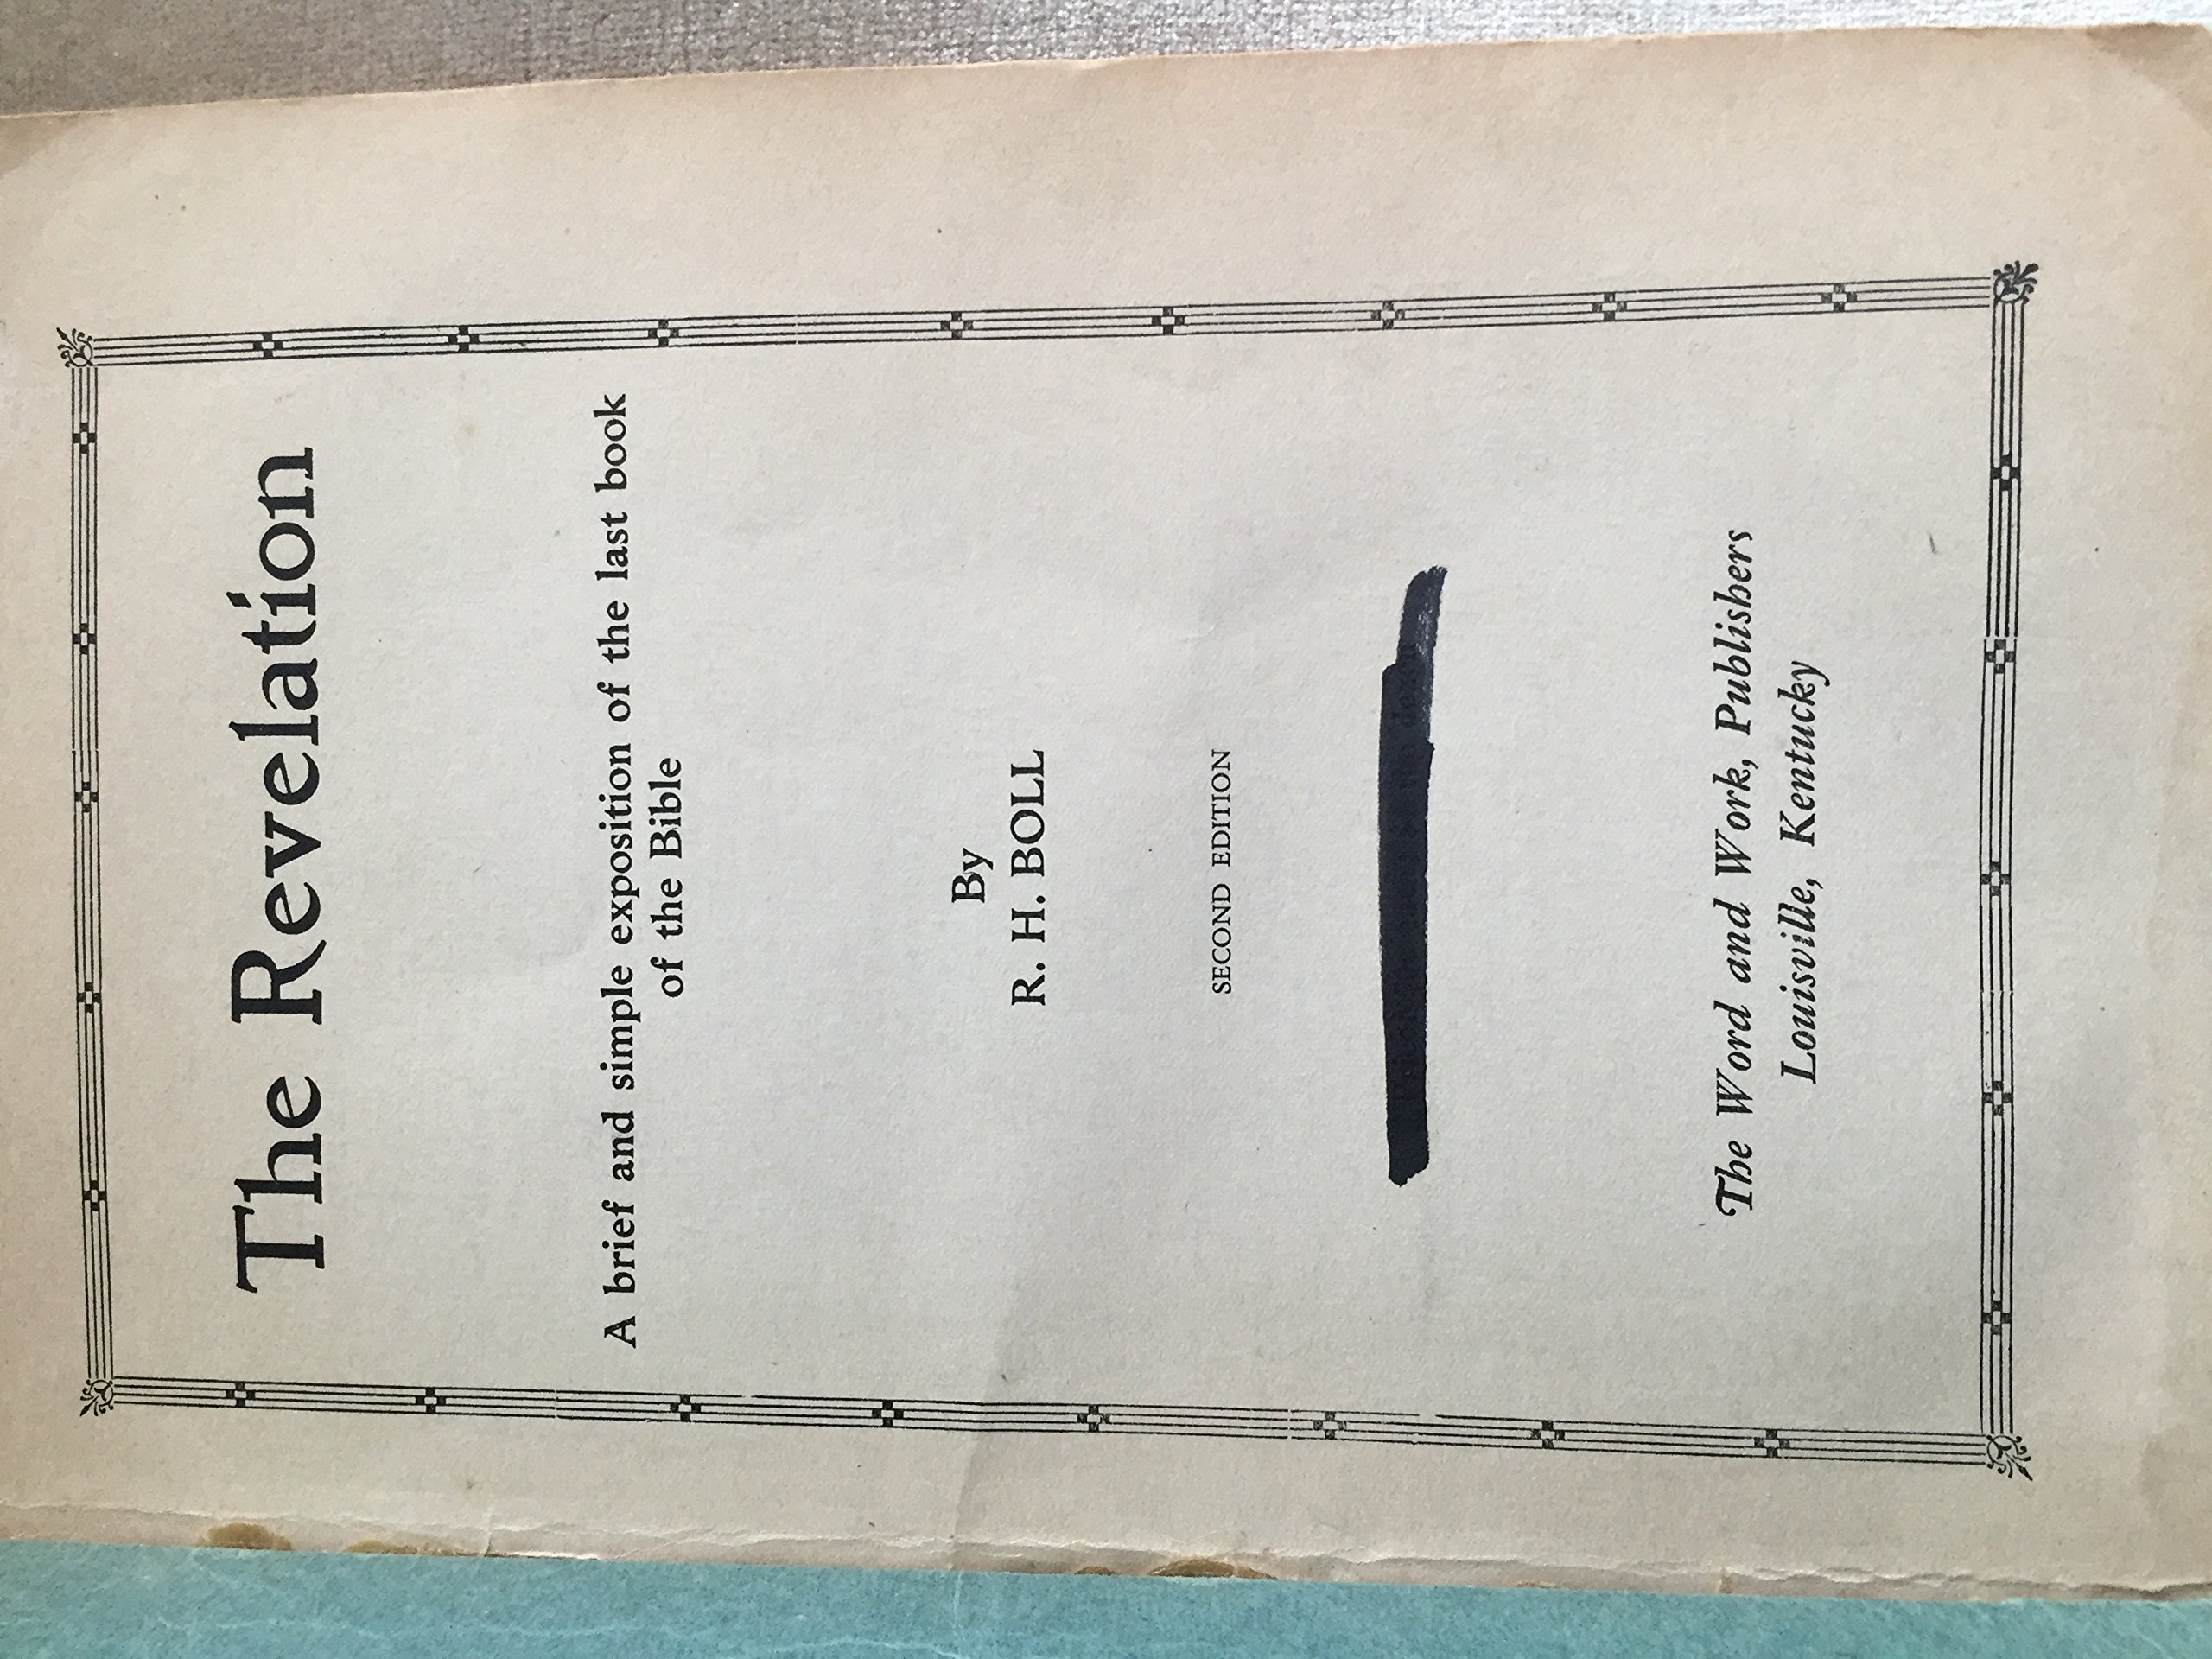 The Revelation
A brief and simple exposition of the last book
of the Bible
By
R. H. BOLL
SECOND EDITION
The Word and Work, Publishers
Louisville, Kentucky